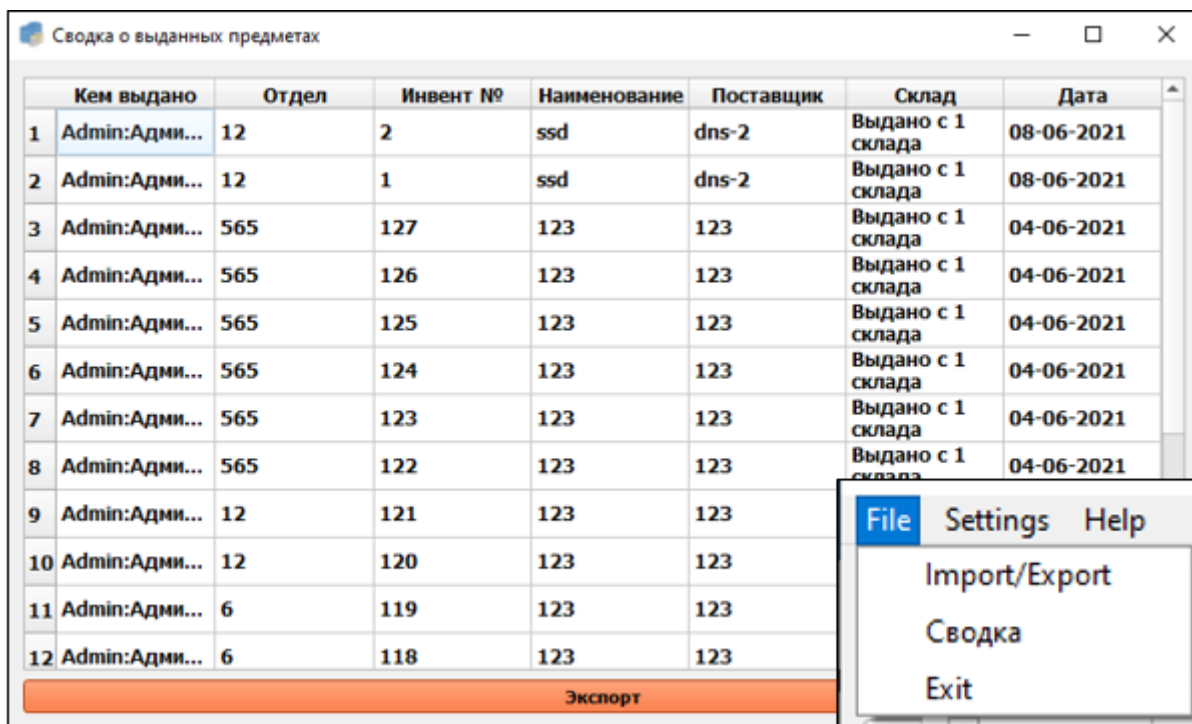 Сводка о выданных предметах
Кем выдано Отдел Инвент № Наименование Поставщик Склад Дата
1 Admin:Адми... 12 2 ssd dns-2 Выдано с 1 склада 08-06-2021
2 Admin:Адми... 12 1 ssd dns-2 Выдано с 1 склада 08-06-2021
3 Admin:Адми... 565 127 123 123 Выдано с 1 склада 04-06-2021
4 Admin:Адми... 565 126 123 123 Выдано с 1 склада 04-06-2021
5 Admin:Адми... 565 125 123 123 Выдано с 1 склада 04-06-2021
6 Admin:Адми... 565 124 123 123 Выдано с 1 склада 04-06-2021
7 Admin:Адми... 565 123 123 123 Выдано с 1 склада 04-06-2021
8 Admin:Адми... 565 122 123 123 Выдано с 1 склада 04-06-2021
9 Admin:Адми... 12 121 123 123
10 Admin:Адми... 12 120 123 123
11 Admin:Адми... 6 119 123 123
12 Admin:Адми... 6 118 123 123
Экспорт
File Settings Help
Import/Export
Сводка
Exit